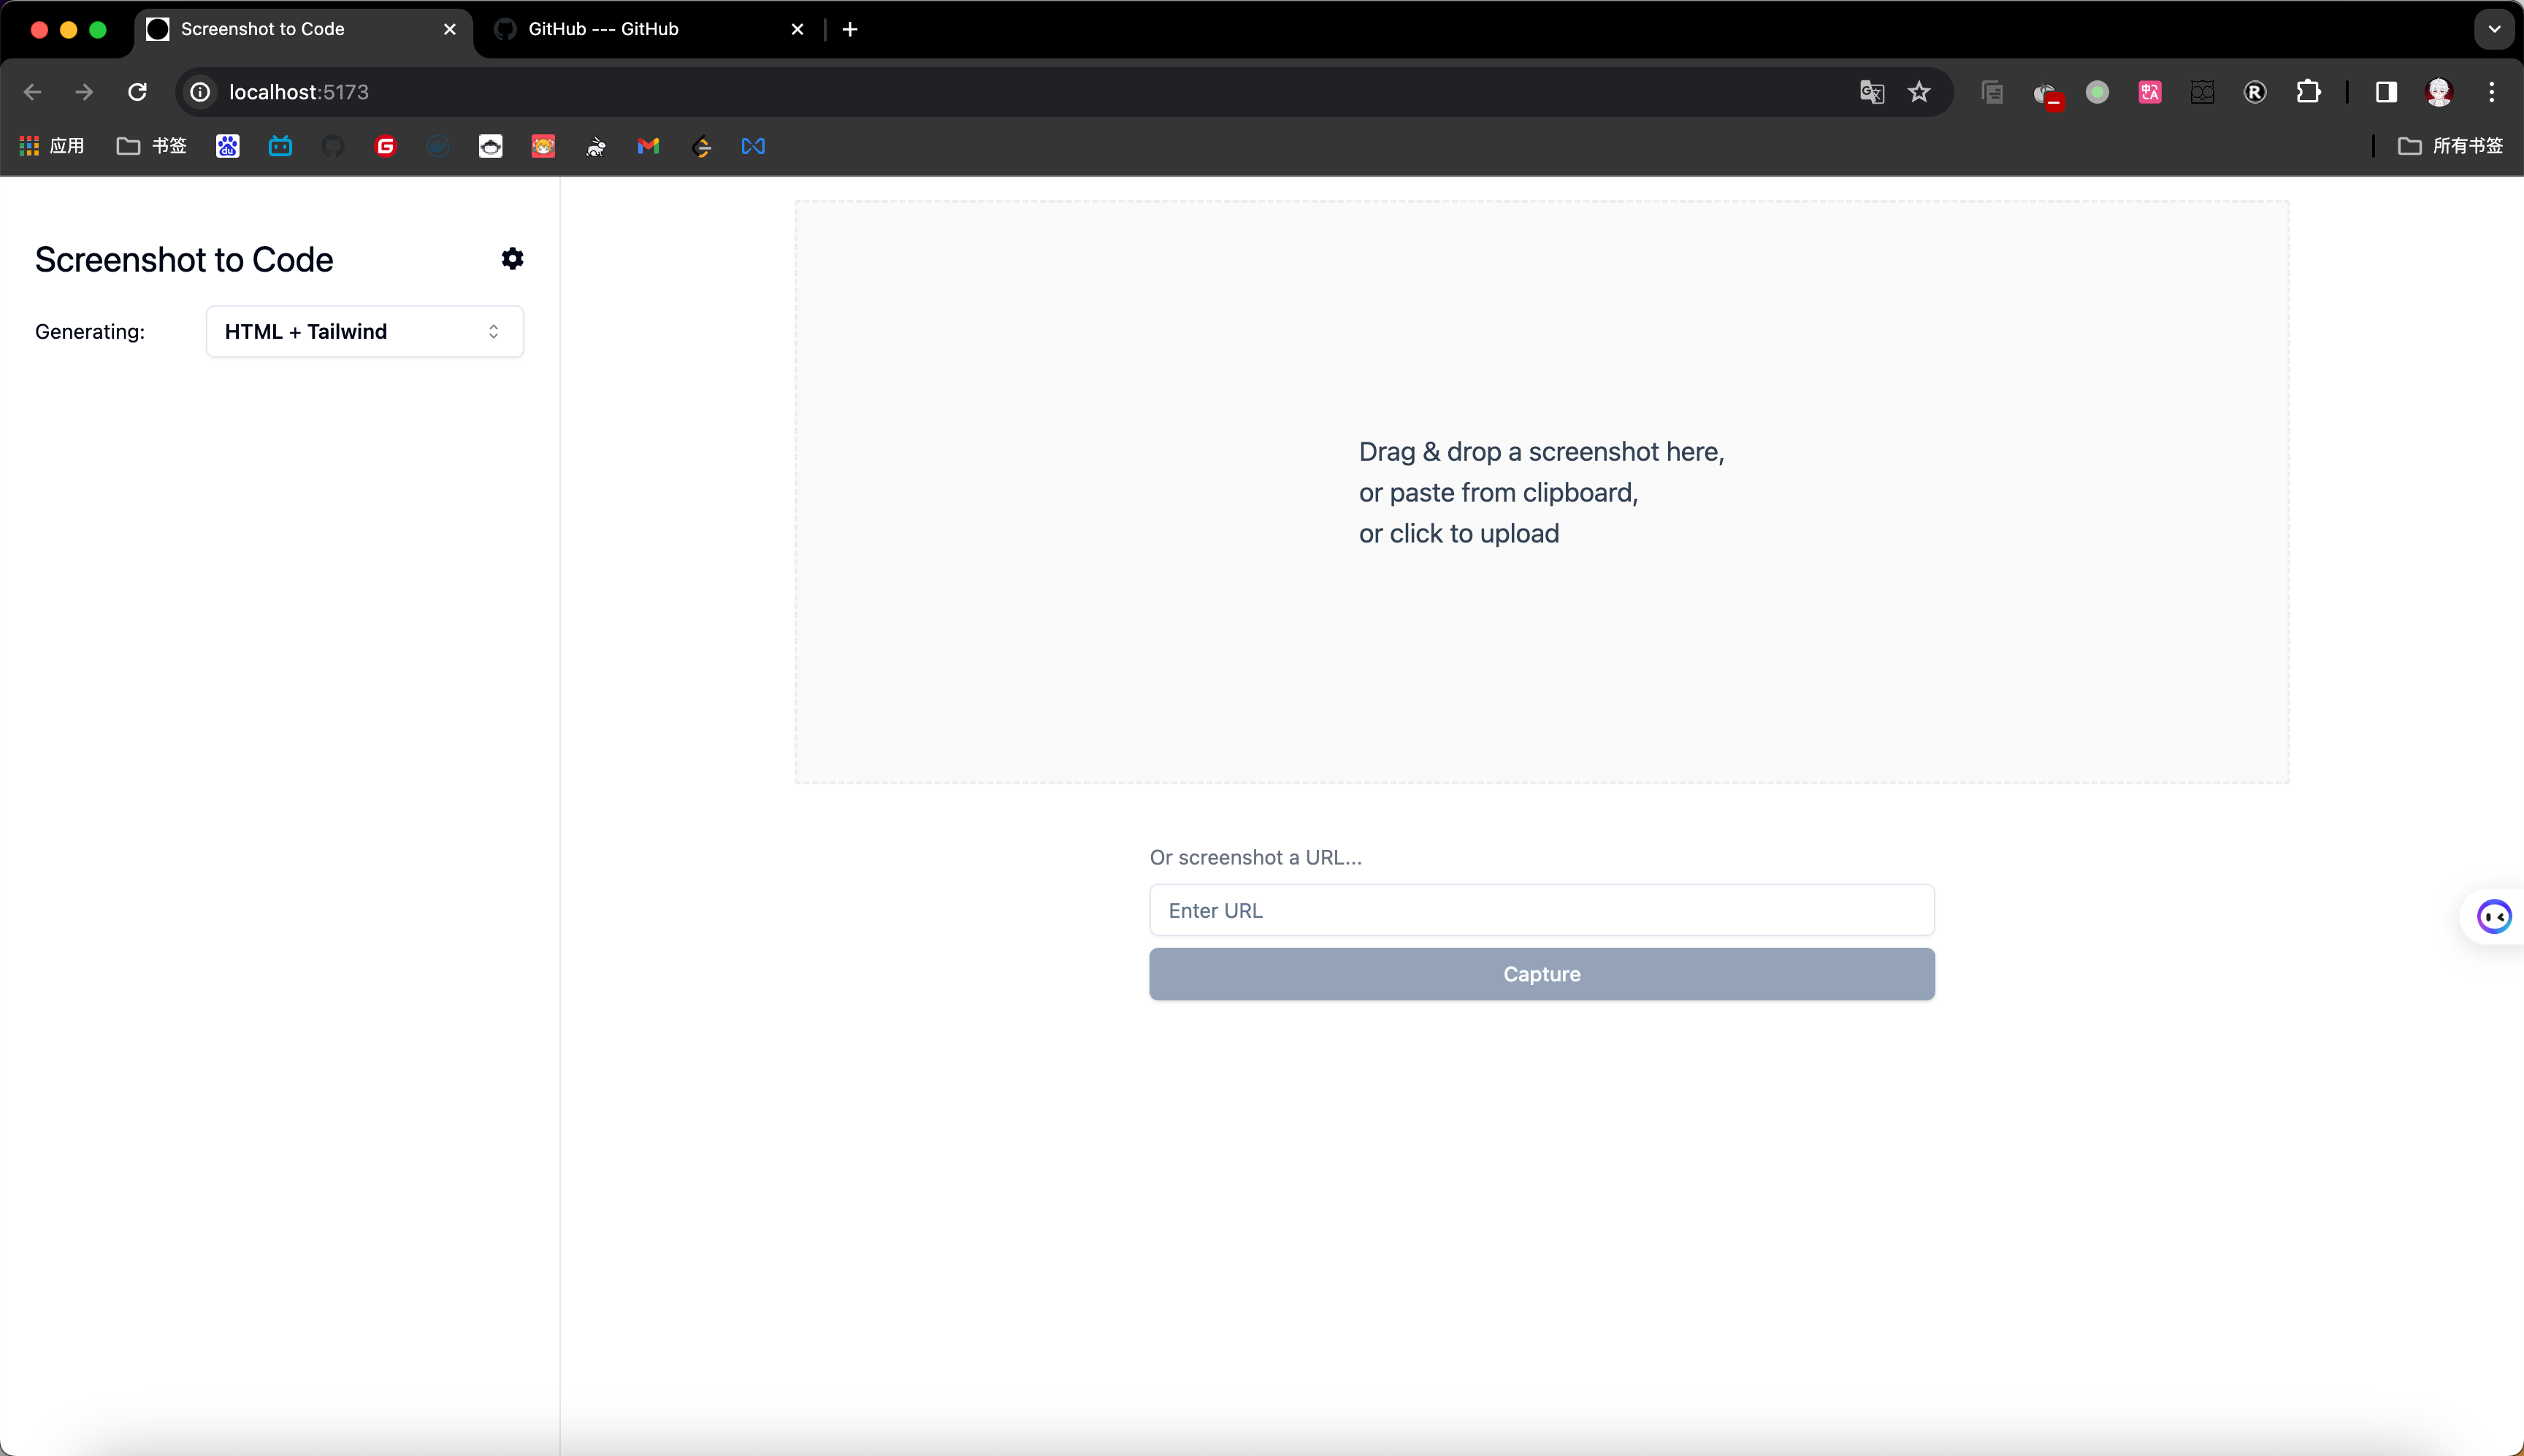 Screenshot to Code
GitHub --- GitHub
localhost:5173
应用
书签
所有书签
Screenshot to Code
Generating:
HTML + Tailwind
Drag & drop a screenshot here,
or paste from clipboard,
or click to upload
Or screenshot a URL...
Enter URL
Capture